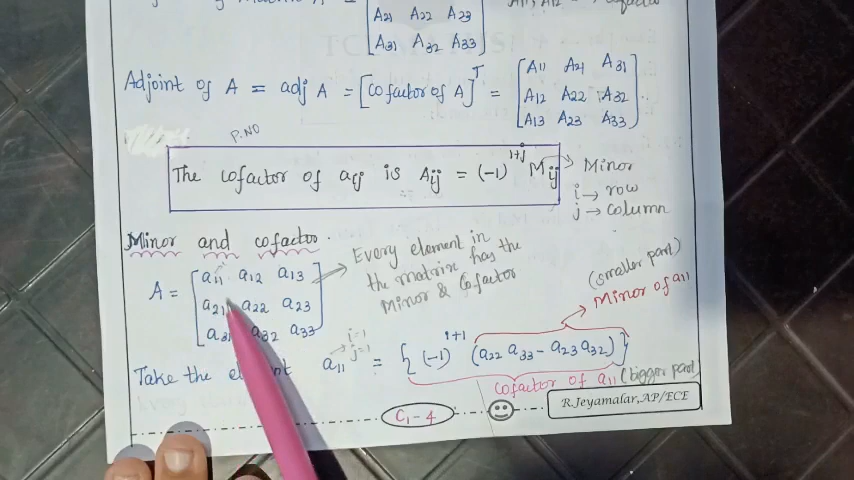 A21 A22 A23
A31 A32 A33
Adjoint of A = adj A = [cofactor of A]ᵀ = [A11 A21 A31
A12 A22 A32
A13 A23 A33]
P.NO
The cofactor of aij is Aij = (-1)^i+j Mij → Minor
i → row
j → column
Minor and cofactor.
A = [a11 a12 a13
a21 a22 a23
a31 a32 a33]
→ Every element in
the matrix has the
Minor & Cofactor
(smaller part)
Minor of a11
i=1
j=1
Take the a11 = {(-1)^1+1 (a22 a33 - a23 a32)}
cofactor of a11 (bigger part)
C1-4
R.Jeyamalar,AP/ECE